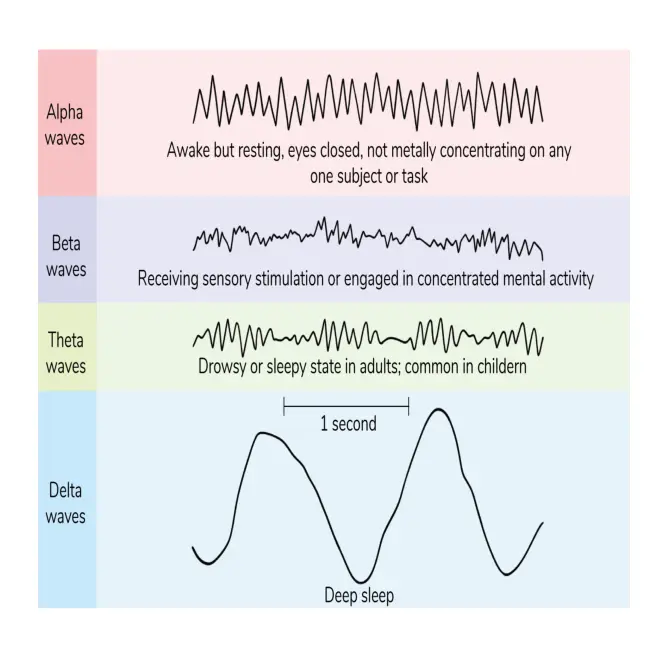 Alpha
waves
Awake but resting, eyes closed, not metally concentrating on any
one subject or task
Beta
waves
Receiving sensory stimulation or engaged in concentrated mental activity
Theta
waves
Drowsy or sleepy state in adults; common in childern
1 second
Delta
waves
Deep sleep